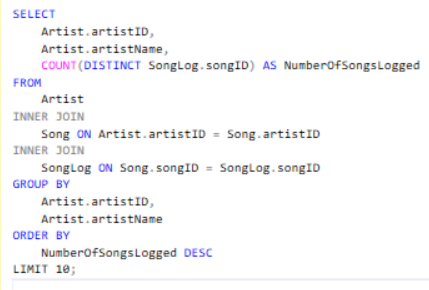 SELECT
Artist.artistID,
Artist.artistName,
COUNT(DISTINCT SongLog.songID) AS NumberOfSongsLogged
FROM
Artist
INNER JOIN
Song ON Artist.artistID = Song.artistID
INNER JOIN
SongLog ON Song.songID = SongLog.songID
GROUP BY
Artist.artistID,
Artist.artistName
ORDER BY
NumberOfSongsLogged DESC
LIMIT 10;